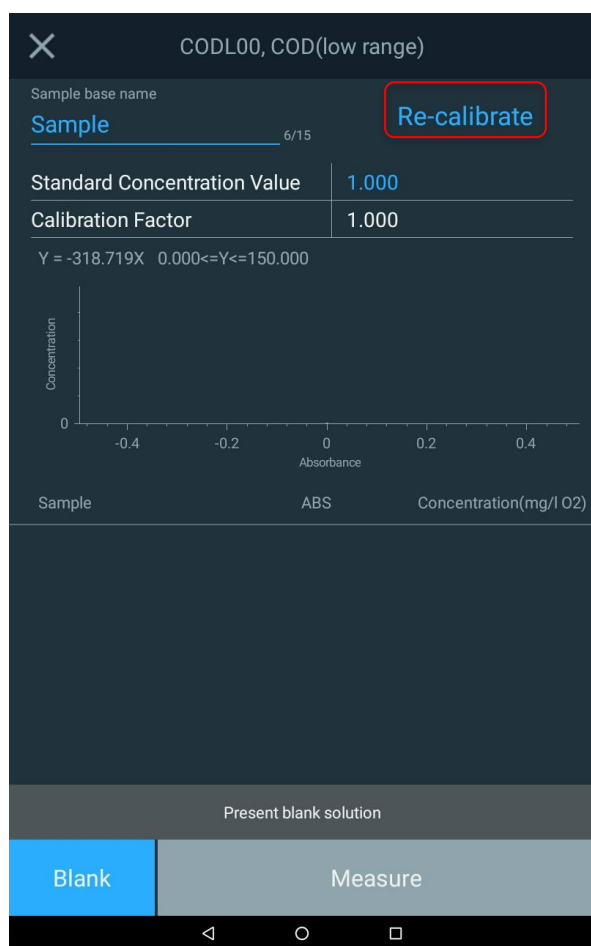 CODL00, COD(low range)
Sample base name
Sample
6/15
Re-calibrate
Standard Concentration Value 1.000
Calibration Factor 1.000
Y = -318.719X 0.000<=Y<=150.000
Concentration
0
-0.4 -0.2 0 0.2 0.4
Absorbance
Sample ABS Concentration(mg/l O2)
Present blank solution
Blank Measure